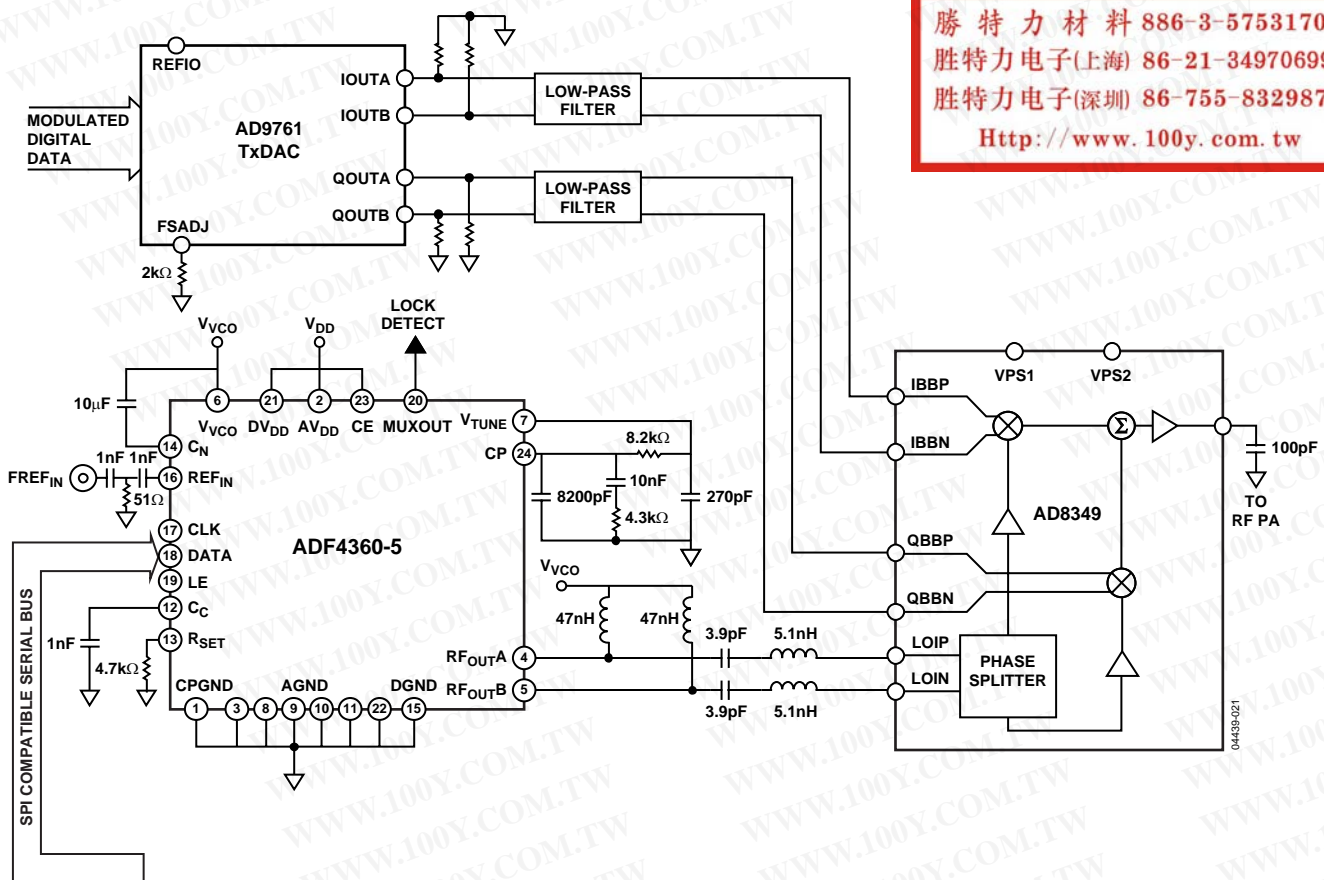 勝特力材料 886-3-5753170
胜特力电子(上海) 86-21-34970699
胜特力电子(深圳) 86-755-832987
Http://www.100y.com.tw
REFIO
MODULATED
DIGITAL
DATA
AD9761
TxDAC
IOUTA
IOUTB
QOUTA
QOUTB
FSADJ
2kΩ
LOW-PASS
FILTER
LOW-PASS
FILTER
VVCO
VDD
LOCK
DETECT
10µF
6
21
2
23
20
VVCO
DVDD
AVDD
CE
MUXOUT
VTUNE
7
CP
24
14
CN
1nF
1nF
FREFIN
16
REFIN
51Ω
17
CLK
18
DATA
19
LE
12
CC
13
RSET
1nF
4.7kΩ
ADF4360-5
8.2kΩ
10nF
8200pF
270pF
4.3kΩ
VVCO
47nH
47nH
3.9pF
5.1nH
RFOUTA
4
RFOUTB
5
3.9pF
5.1nH
CPGND
AGND
DGND
1
3
8
9
10
11
22
15
SPI COMPATIBLE SERIAL BUS
VPS1
VPS2
IBBP
IBBN
Σ
100pF
TO
RF PA
AD8349
QBBP
QBBN
LOIP
LOIN
PHASE
SPLITTER
04439-021
WWW.100Y.COM.TW